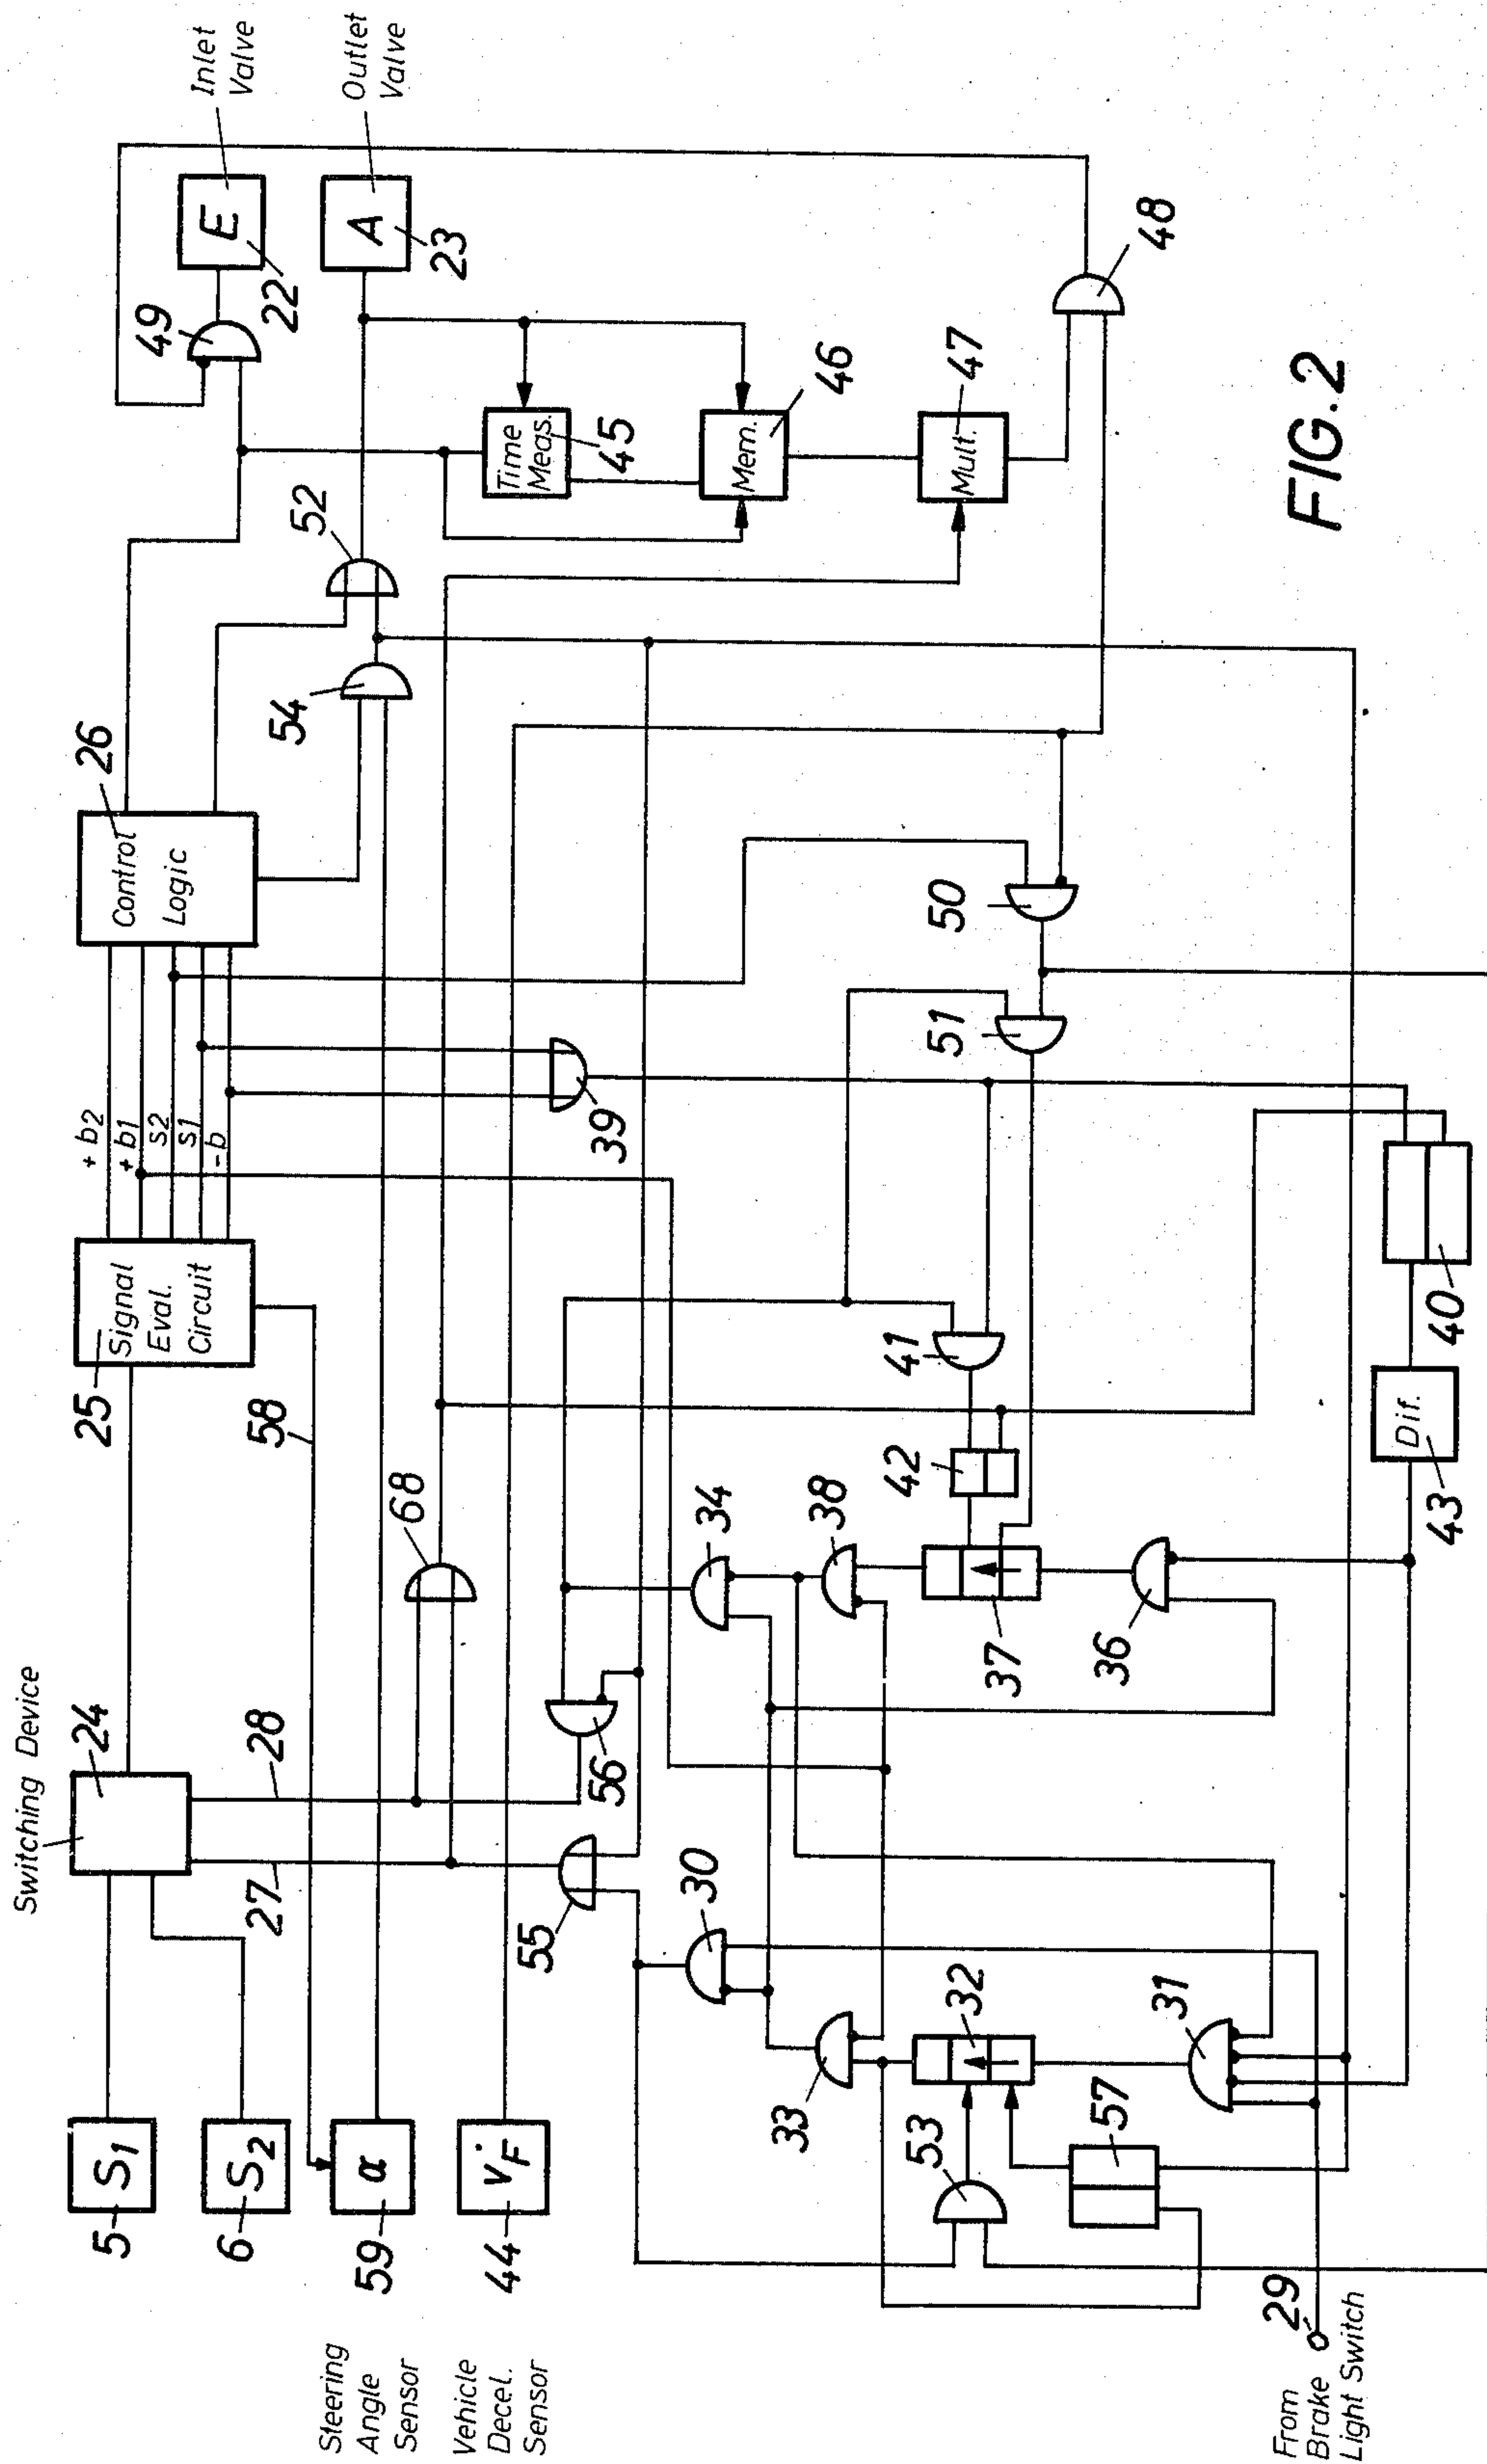 Switching Device
24
25
Signal
Eval.
Circuit
+b2
+b1
s2
s1
-b
26
Control
Logic
49
E
22
Inlet
Valve
A
23
Outlet
Valve
5
S1
6
S2
59
α
44
V̇F
Steering
Angle
Sensor
Vehicle
Decel.
Sensor
27
28
58
68
54
52
Time
Meas.
45
Mem.
46
Mult.
47
48
55
56
39
30
34
33
38
41
42
51
50
53
32
37
57
31
36
43
Dif.
40
29
From
Brake
Light Switch
FIG. 2